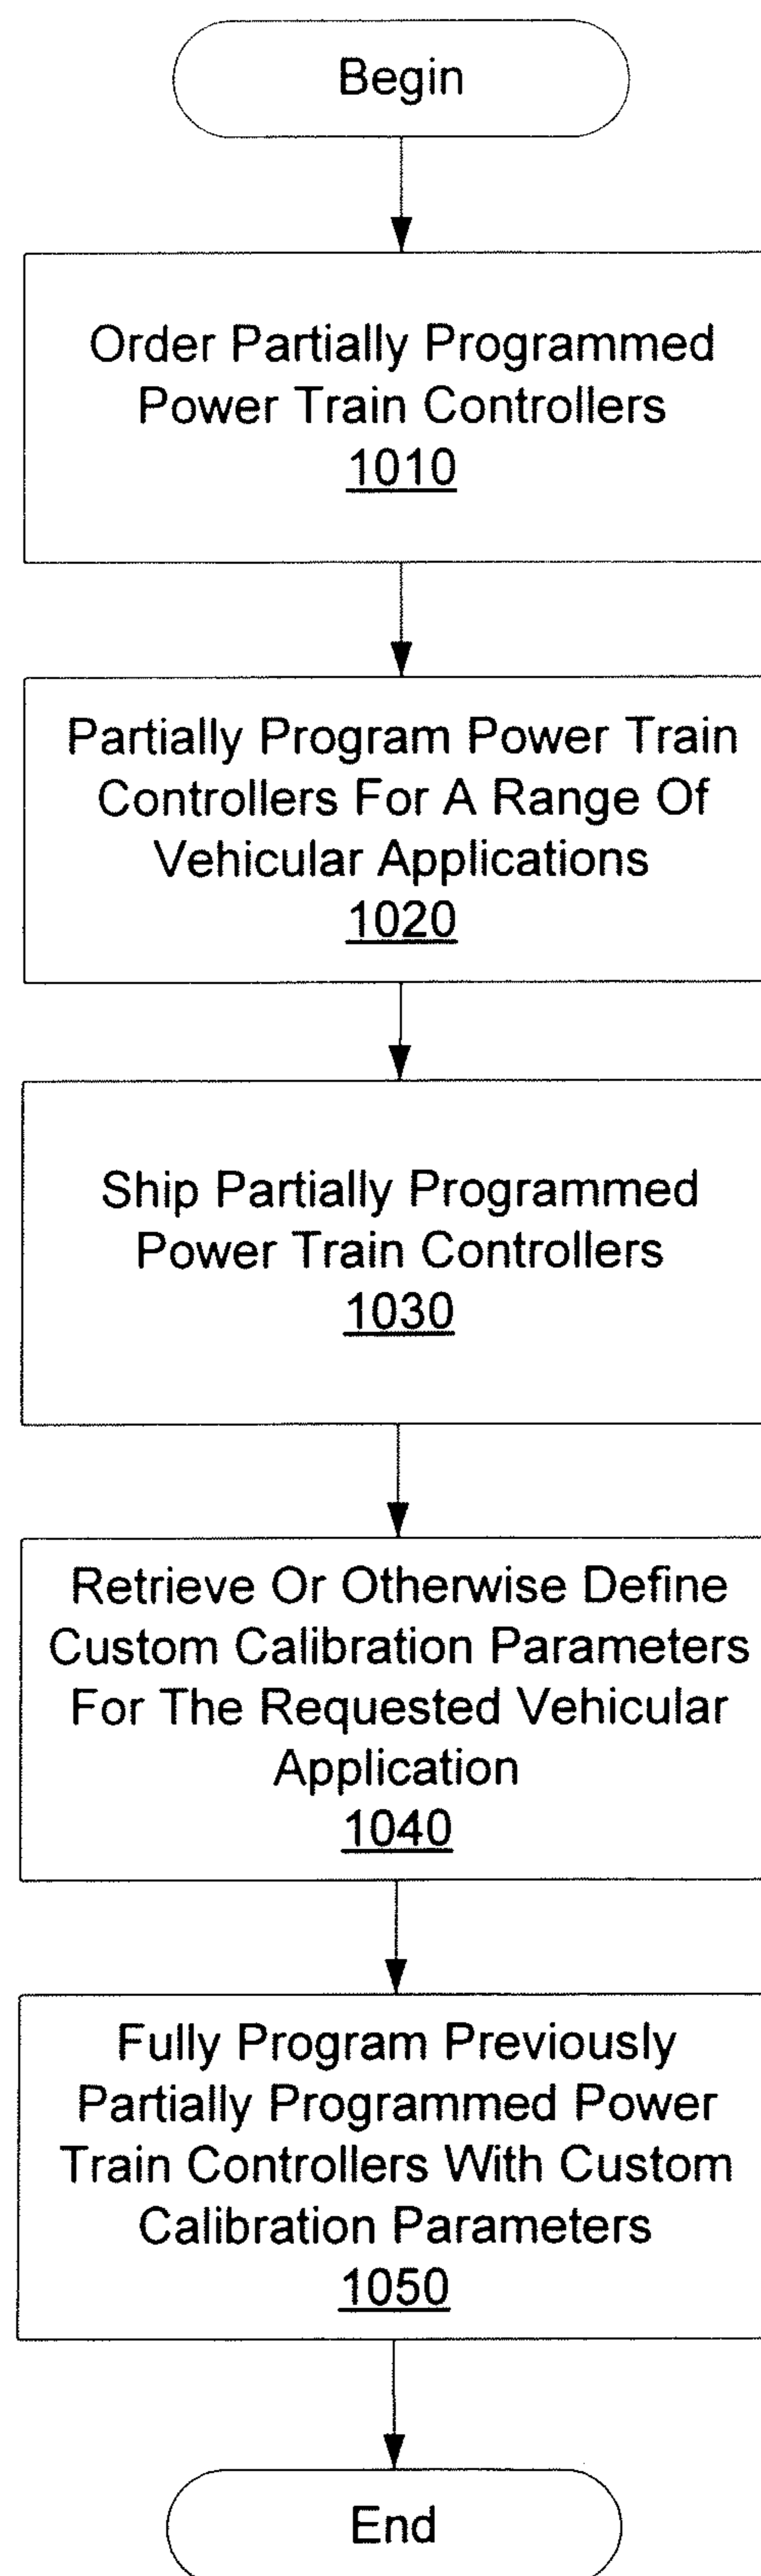 Begin
Order Partially Programmed
Power Train Controllers
1010
Partially Program Power Train
Controllers For A Range Of
Vehicular Applications
1020
Ship Partially Programmed
Power Train Controllers
1030
Retrieve Or Otherwise Define
Custom Calibration Parameters
For The Requested Vehicular
Application
1040
Fully Program Previously
Partially Programmed Power
Train Controllers With Custom
Calibration Parameters
1050
End